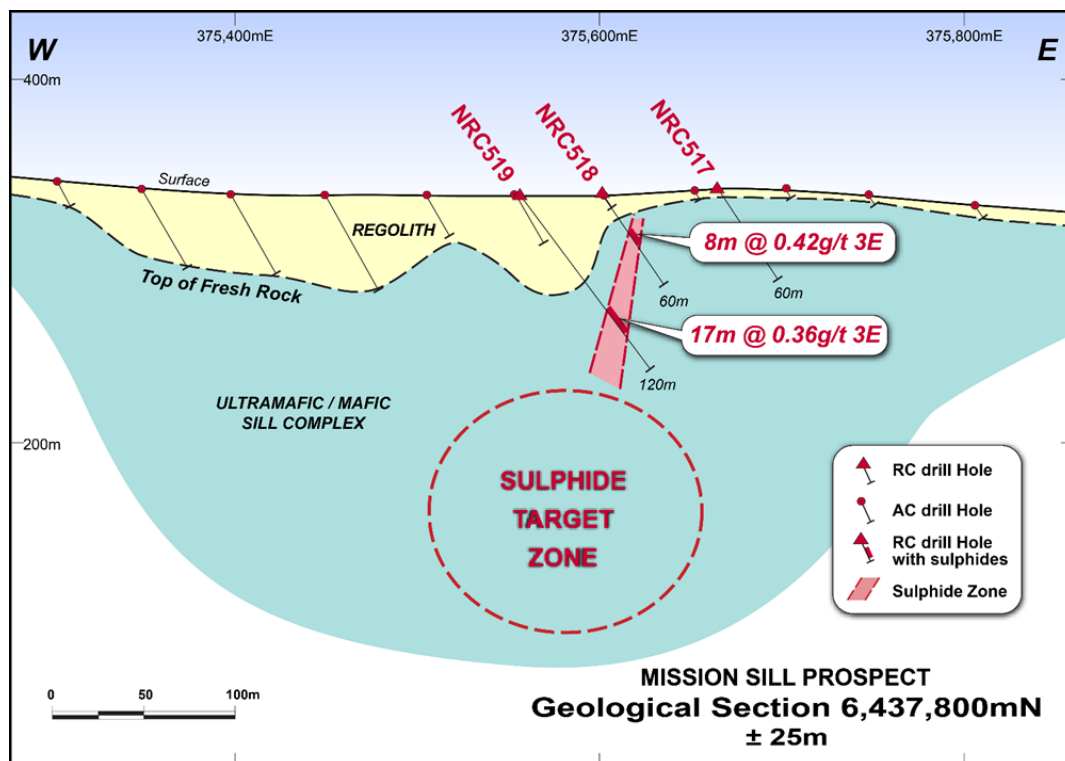 375,400mE
375,600mE
375,800mE
W
E
400m
NRC519
NRC518
NRC517
Surface
REGOLITH
8m @ 0.42g/t 3E
Top of Fresh Rock
60m
60m
17m @ 0.36g/t 3E
120m
ULTRAMAFIC / MAFIC
SILL COMPLEX
200m
SULPHIDE
TARGET
ZONE
RC drill Hole
AC drill Hole
RC drill Hole
with sulphides
Sulphide Zone
0
50
100m
MISSION SILL PROSPECT
Geological Section 6,437,800mN
± 25m